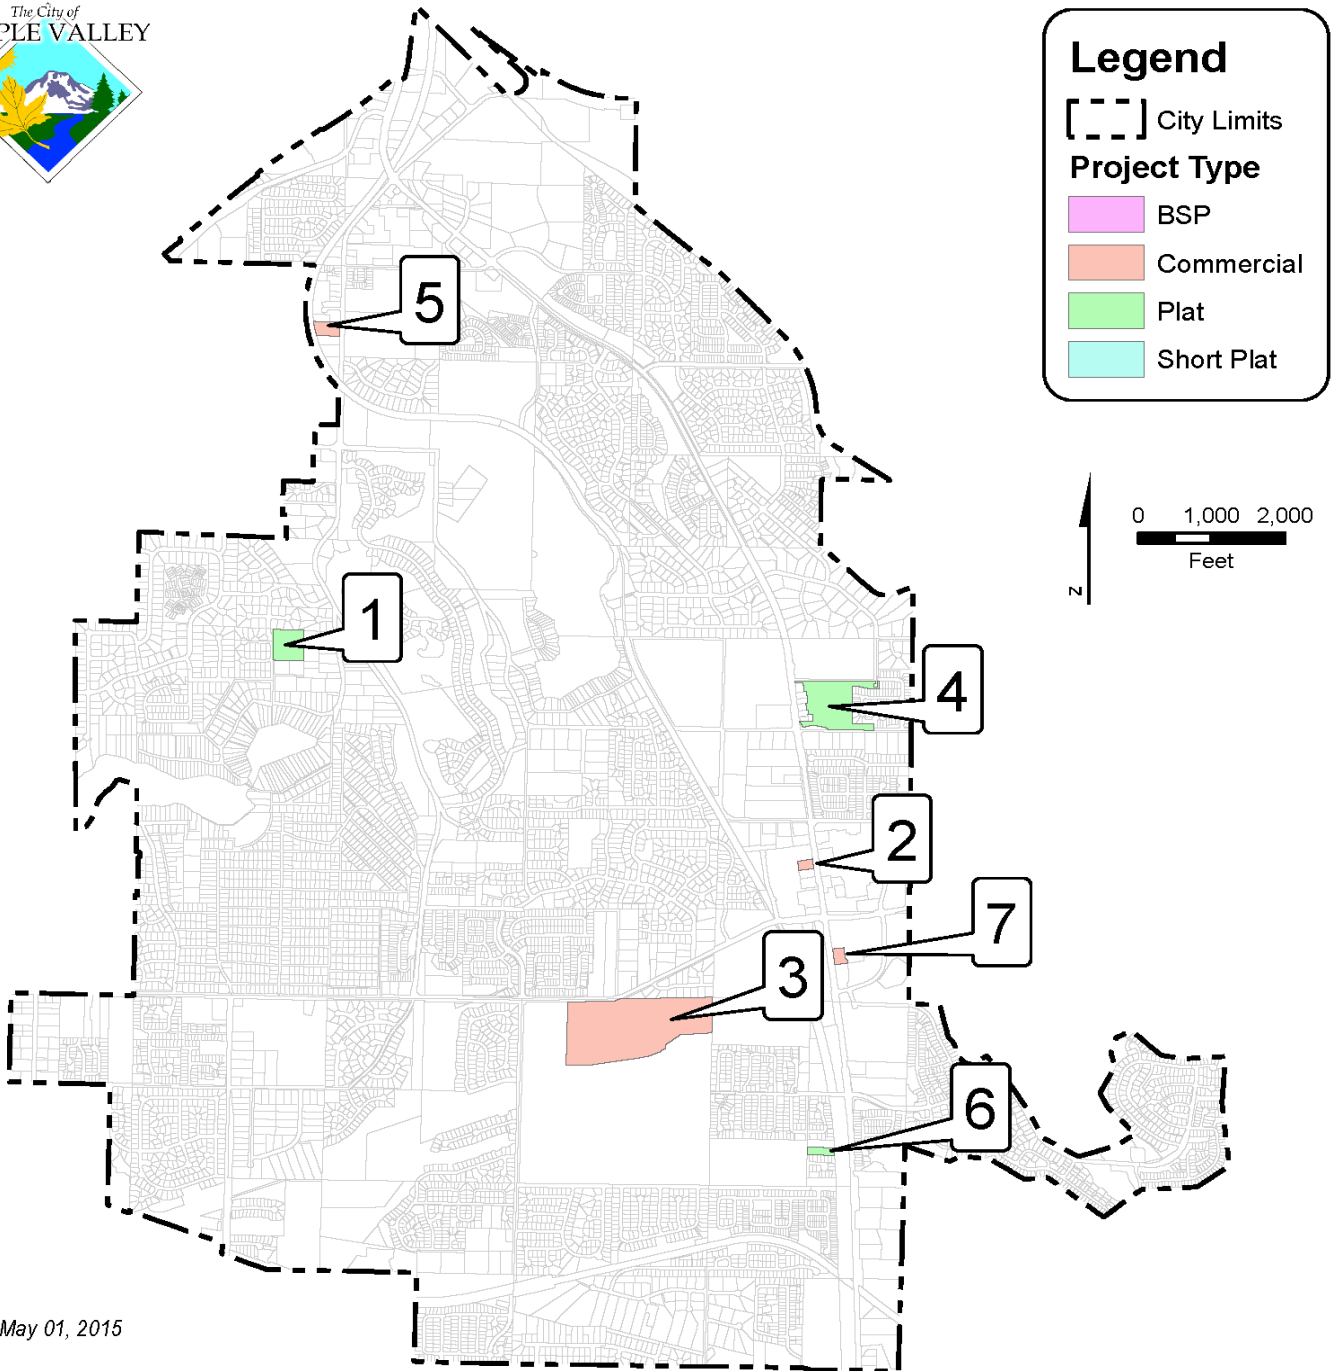 The City of
PLE VALLEY
Legend
City Limits
Project Type
BSP
Commercial
Plat
Short Plat
5
0 1,000 2,000
Feet
N
1
4
2
7
3
6
May 01, 2015